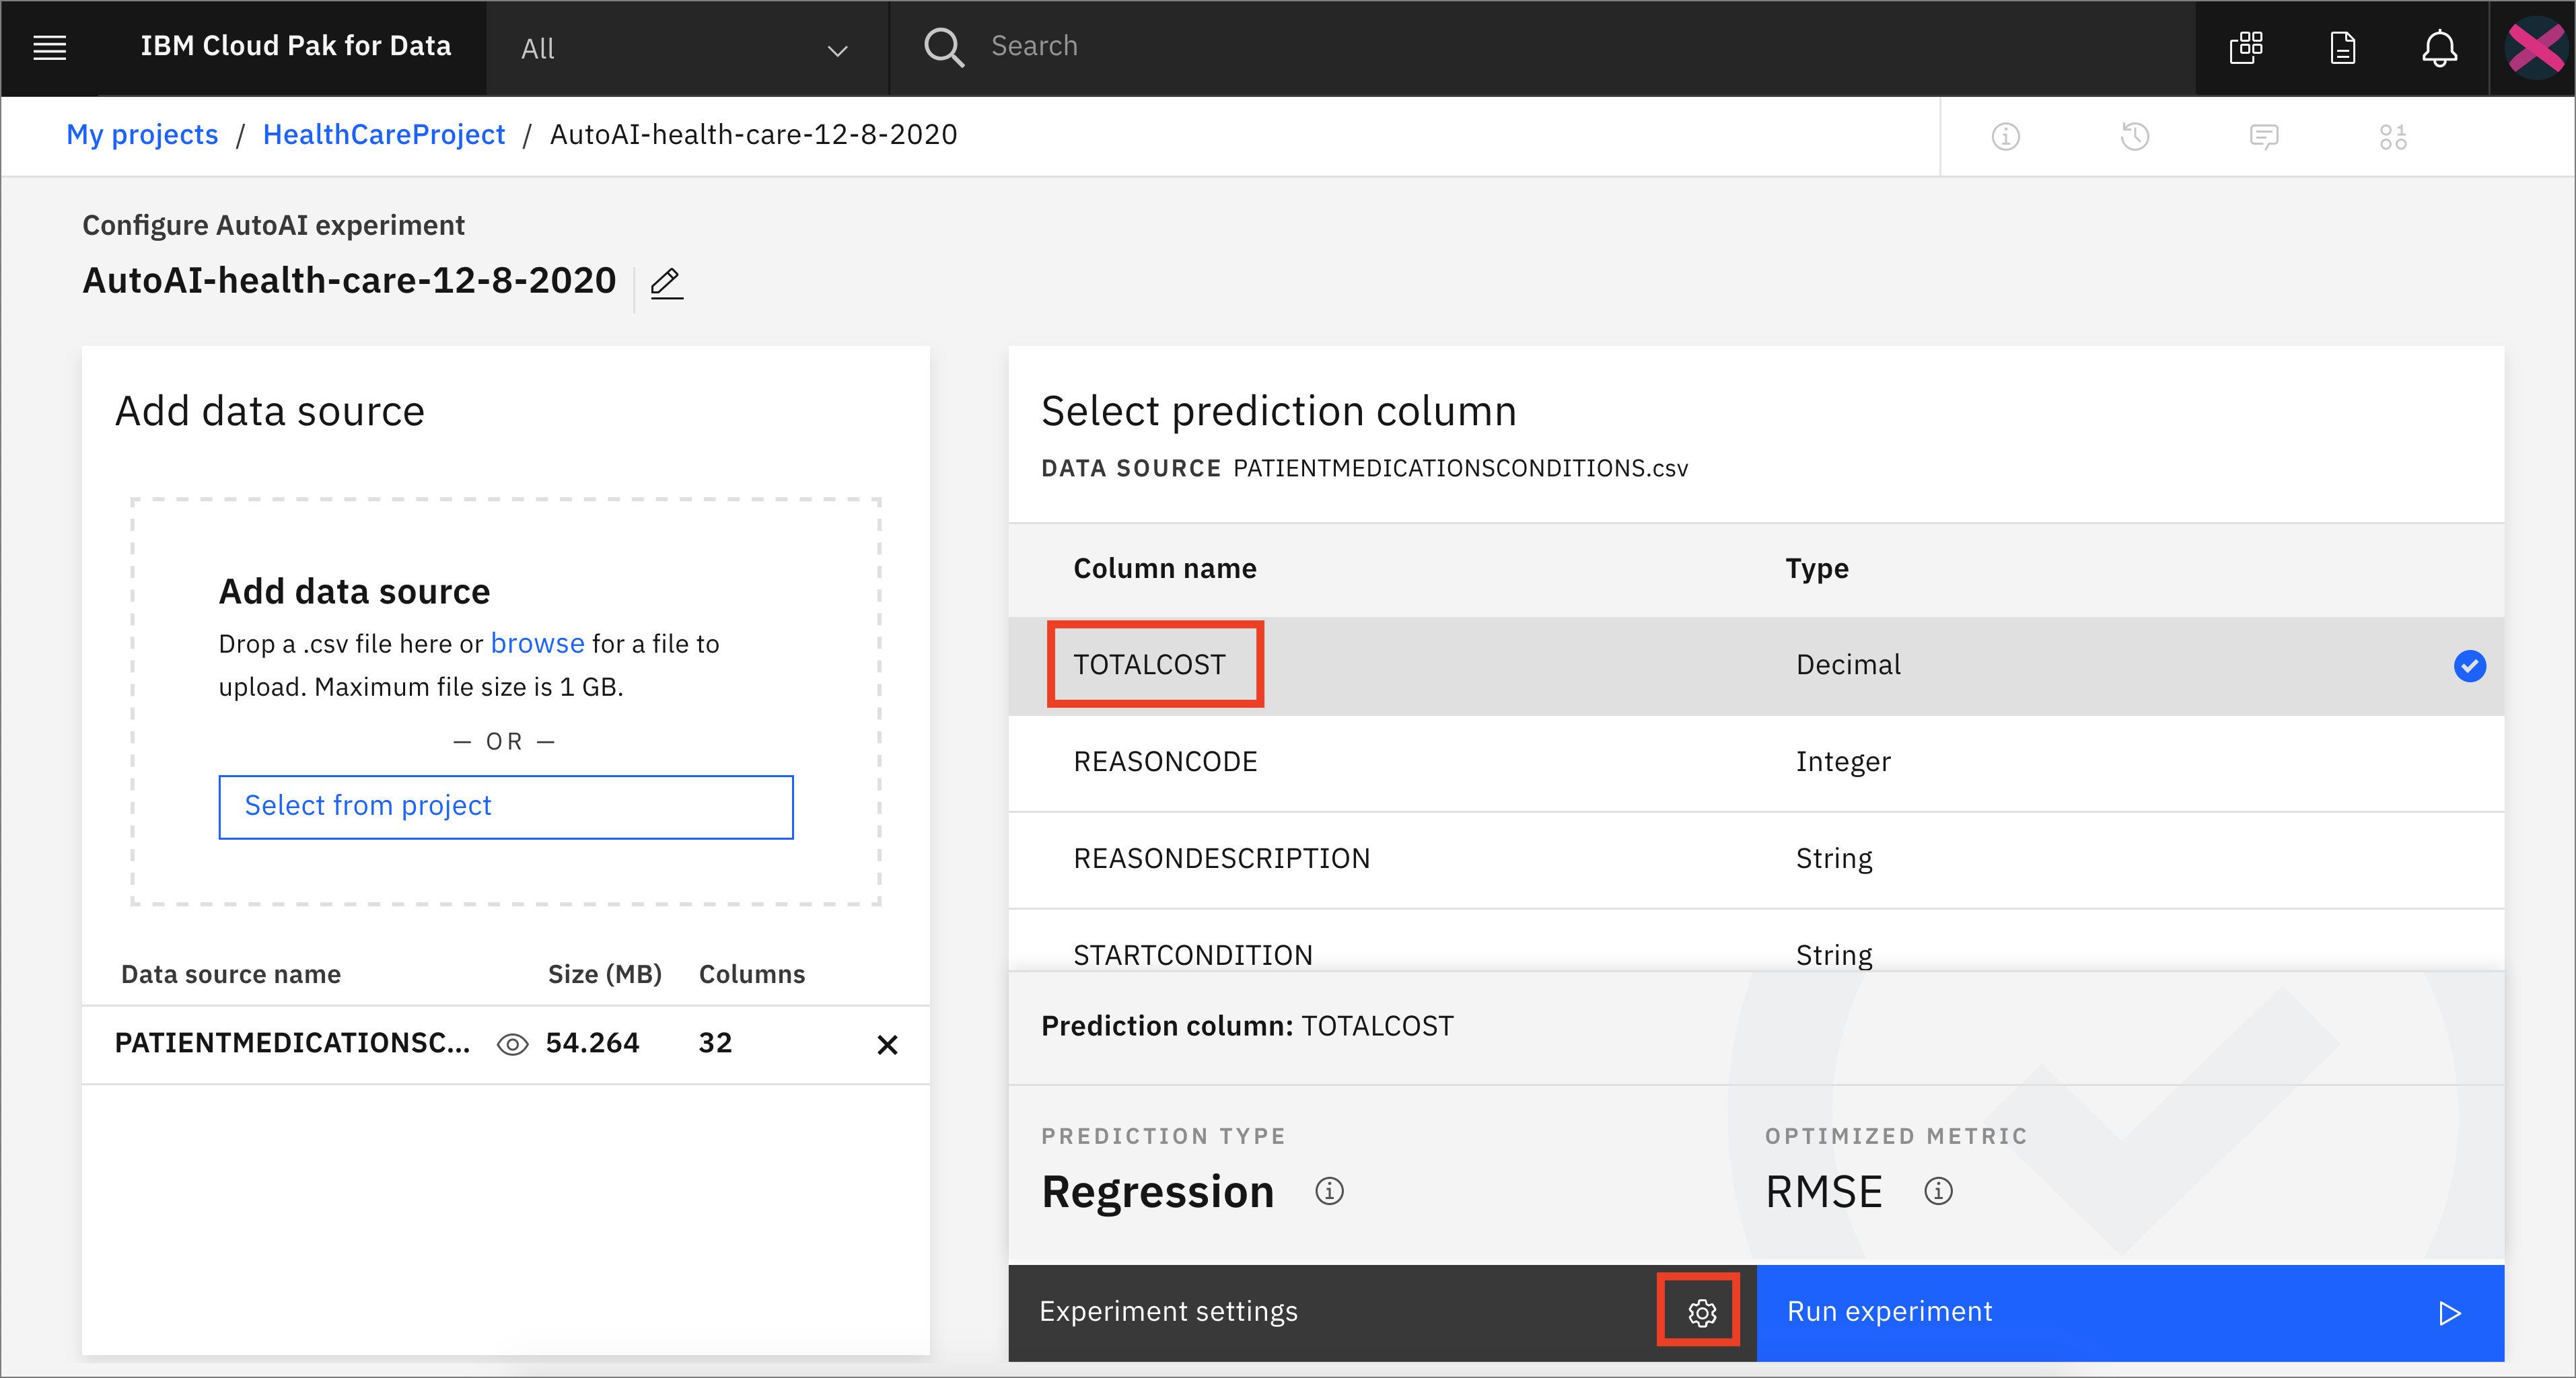 IBM Cloud Pak for Data
All
Search
My projects / HealthCareProject / AutoAI-health-care-12-8-2020
Configure AutoAI experiment
AutoAI-health-care-12-8-2020
Add data source
Add data source
Drop a .csv file here or browse for a file to
upload. Maximum file size is 1 GB.
— OR —
Select from project
Data source name Size (MB) Columns
PATIENTMEDICATIONSC... 54.264 32
Select prediction column
DATA SOURCE PATIENTMEDICATIONSCONDITIONS.csv
Column name Type
TOTALCOST Decimal
REASONCODE Integer
REASONDESCRIPTION String
STARTCONDITION String
Prediction column: TOTALCOST
PREDICTION TYPE
Regression
OPTIMIZED METRIC
RMSE
Experiment settings
Run experiment